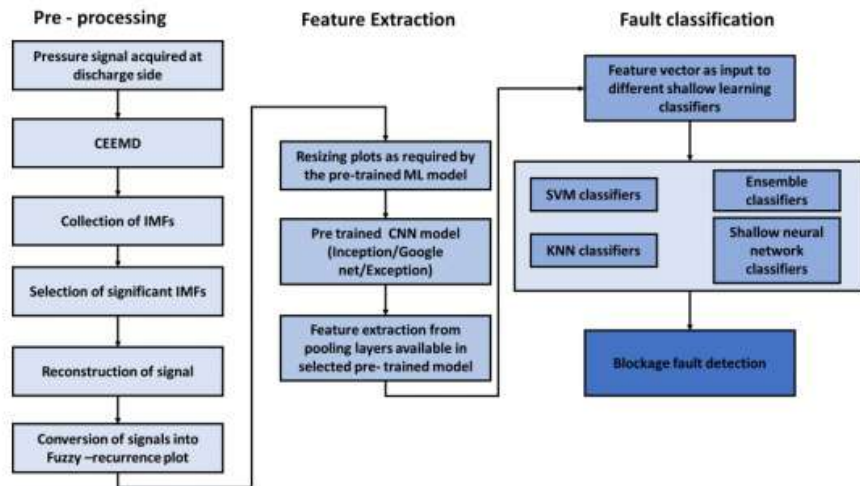 Pre - processing
Pressure signal acquired at
discharge side
CEEMD
Collection of IMFs
Selection of significant IMFs
Reconstruction of signal
Conversion of signals into
Fuzzy –recurrence plot
Feature Extraction
Resizing plots as required by
the pre-trained ML model
Pre trained CNN model
(Inception/Google
net/Exception)
Feature extraction from
pooling layers available in
selected pre- trained model
Fault classification
Feature vector as input to
different shallow learning
classifiers
SVM classifiers
Ensemble
classifiers
KNN classifiers
Shallow neural
network
classifiers
Blockage fault detection